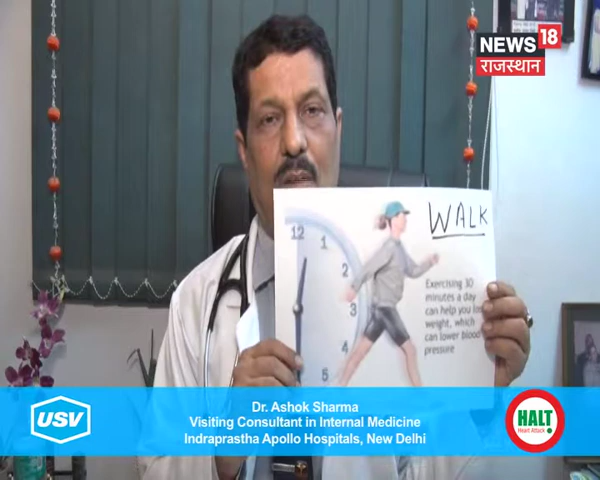 NEWS 18
राजस्थान
WALK
12
1
2
3
4
5
Exercising 30
minutes a day
can help you lose
weight, which
can lower blood
pressure
Dr. Ashok Sharma
Visiting Consultant in Internal Medicine
Indraprastha Apollo Hospitals, New Delhi
USV
HALT
Heart Attack